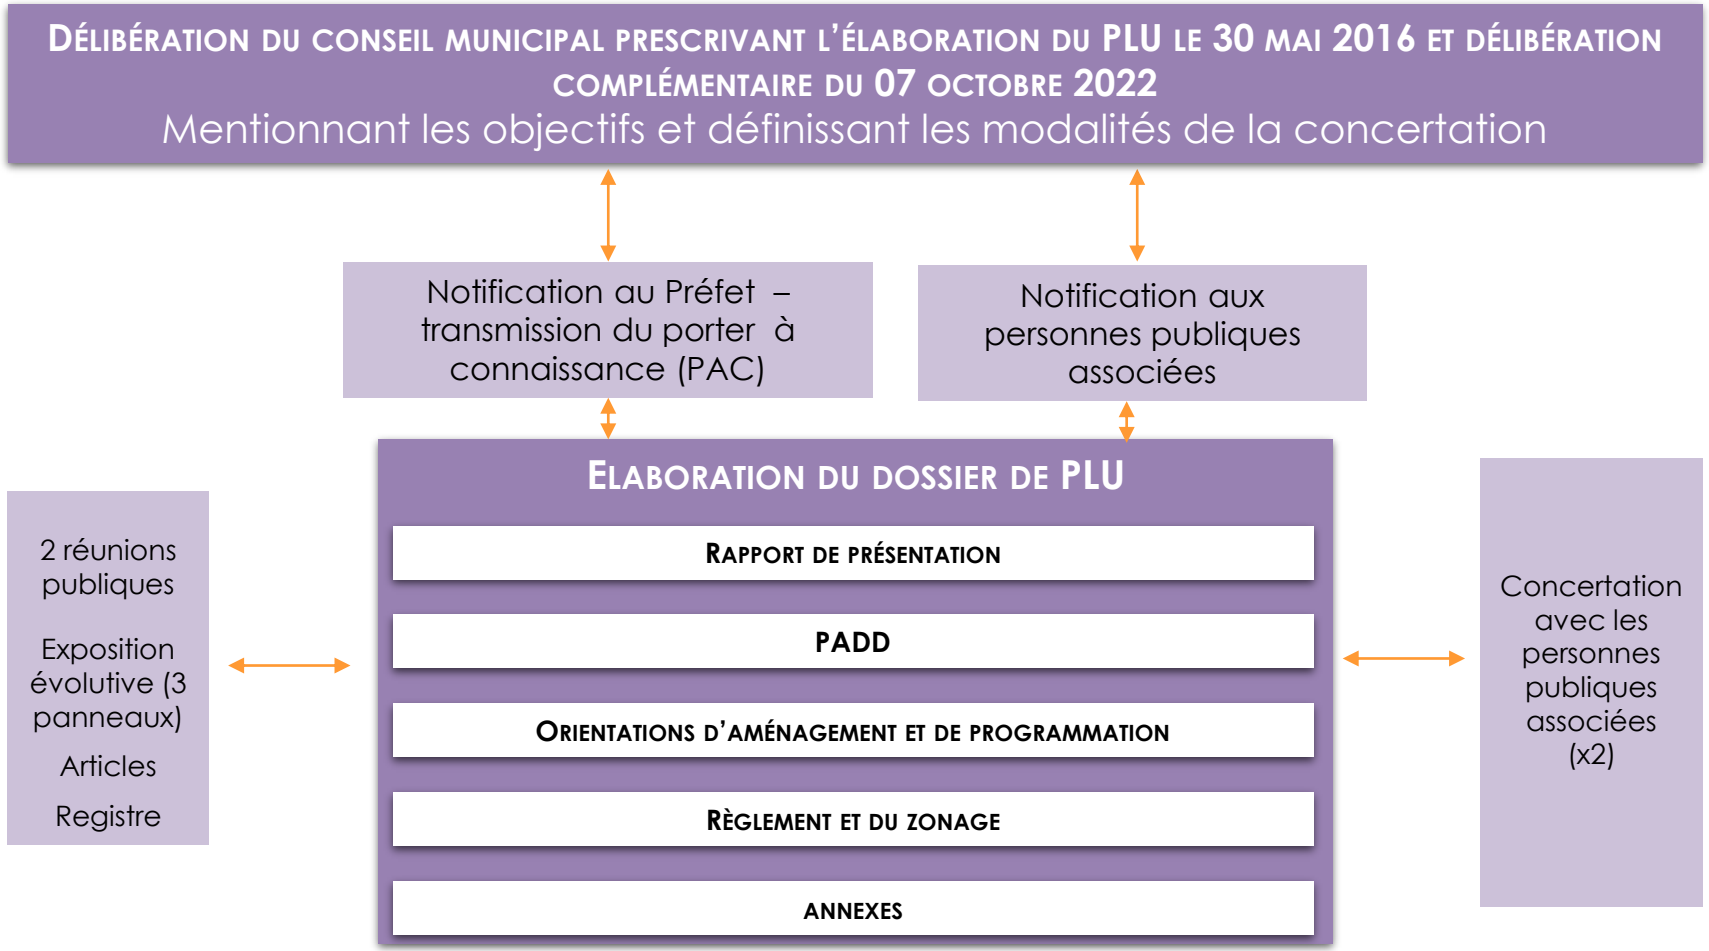 DÉLIBÉRATION DU CONSEIL MUNICIPAL PRESCRIVANT L'ÉLABORATION DU PLU LE 30 MAI 2016 ET DÉLIBÉRATION
COMPLÉMENTAIRE DU 07 OCTOBRE 2022
Mentionnant les objectifs et définissant les modalités de la concertation
Notification au Préfet –
transmission du porter à
connaissance (PAC)
Notification aux
personnes publiques
associées
ELABORATION DU DOSSIER DE PLU
RAPPORT DE PRÉSENTATION
PADD
ORIENTATIONS D'AMÉNAGEMENT ET DE PROGRAMMATION
RÈGLEMENT ET DU ZONAGE
ANNEXES
2 réunions
publiques
Exposition
évolutive (3
panneaux)
Articles
Registre
Concertation
avec les
personnes
publiques
associées
(x2)